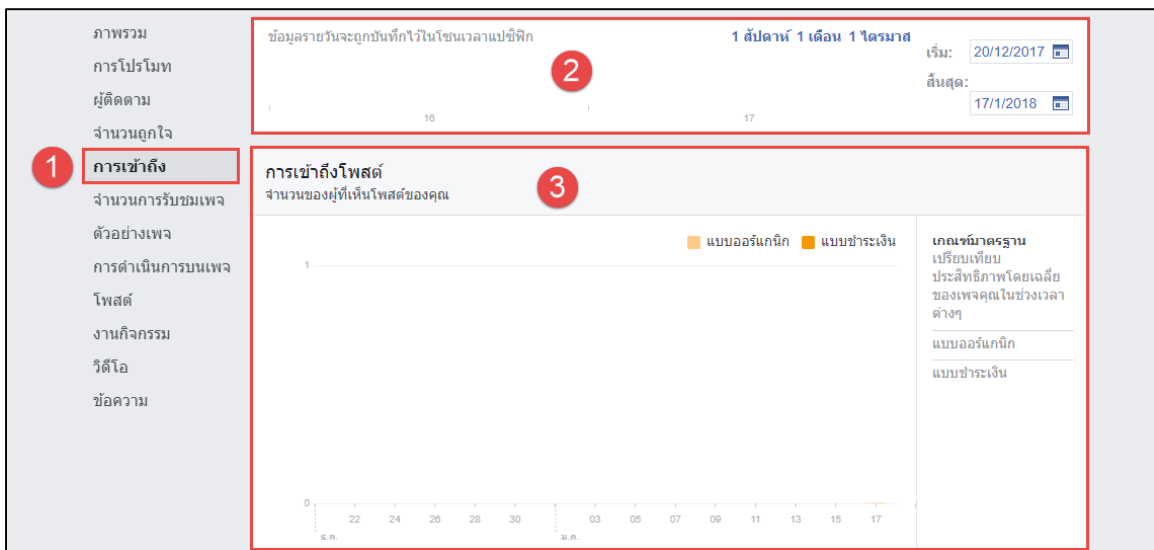 ภาพรวม
การโปรโมท
ผู้ติดตาม
จำนวนถูกใจ
1
การเข้าถึง
จำนวนการรับชมเพจ
ตัวอย่างเพจ
การดำเนินการบนเพจ
โพสต์
งานกิจกรรม
วิดีโอ
ข้อความ
ข้อมูลรายวันจะถูกบันทึกไว้ในโซนเวลาแปซิฟิก
1 สัปดาห์ 1 เดือน 1 ไตรมาส
เริ่ม: 20/12/2017
สิ้นสุด:
17/1/2018
2
16 17
การเข้าถึงโพสต์
จำนวนของผู้ที่เห็นโพสต์ของคุณ
3
แบบออร์แกนิก แบบชำระเงิน
1
0
22 24 26 28 30 03 05 07 09 11 13 15 17
ธ.ค. ม.ค.
เกณฑ์มาตรฐาน
เปรียบเทียบ
ประสิทธิภาพโดยเฉลี่ย
ของเพจคุณในช่วงเวลา
ต่างๆ
แบบออร์แกนิก
แบบชำระเงิน